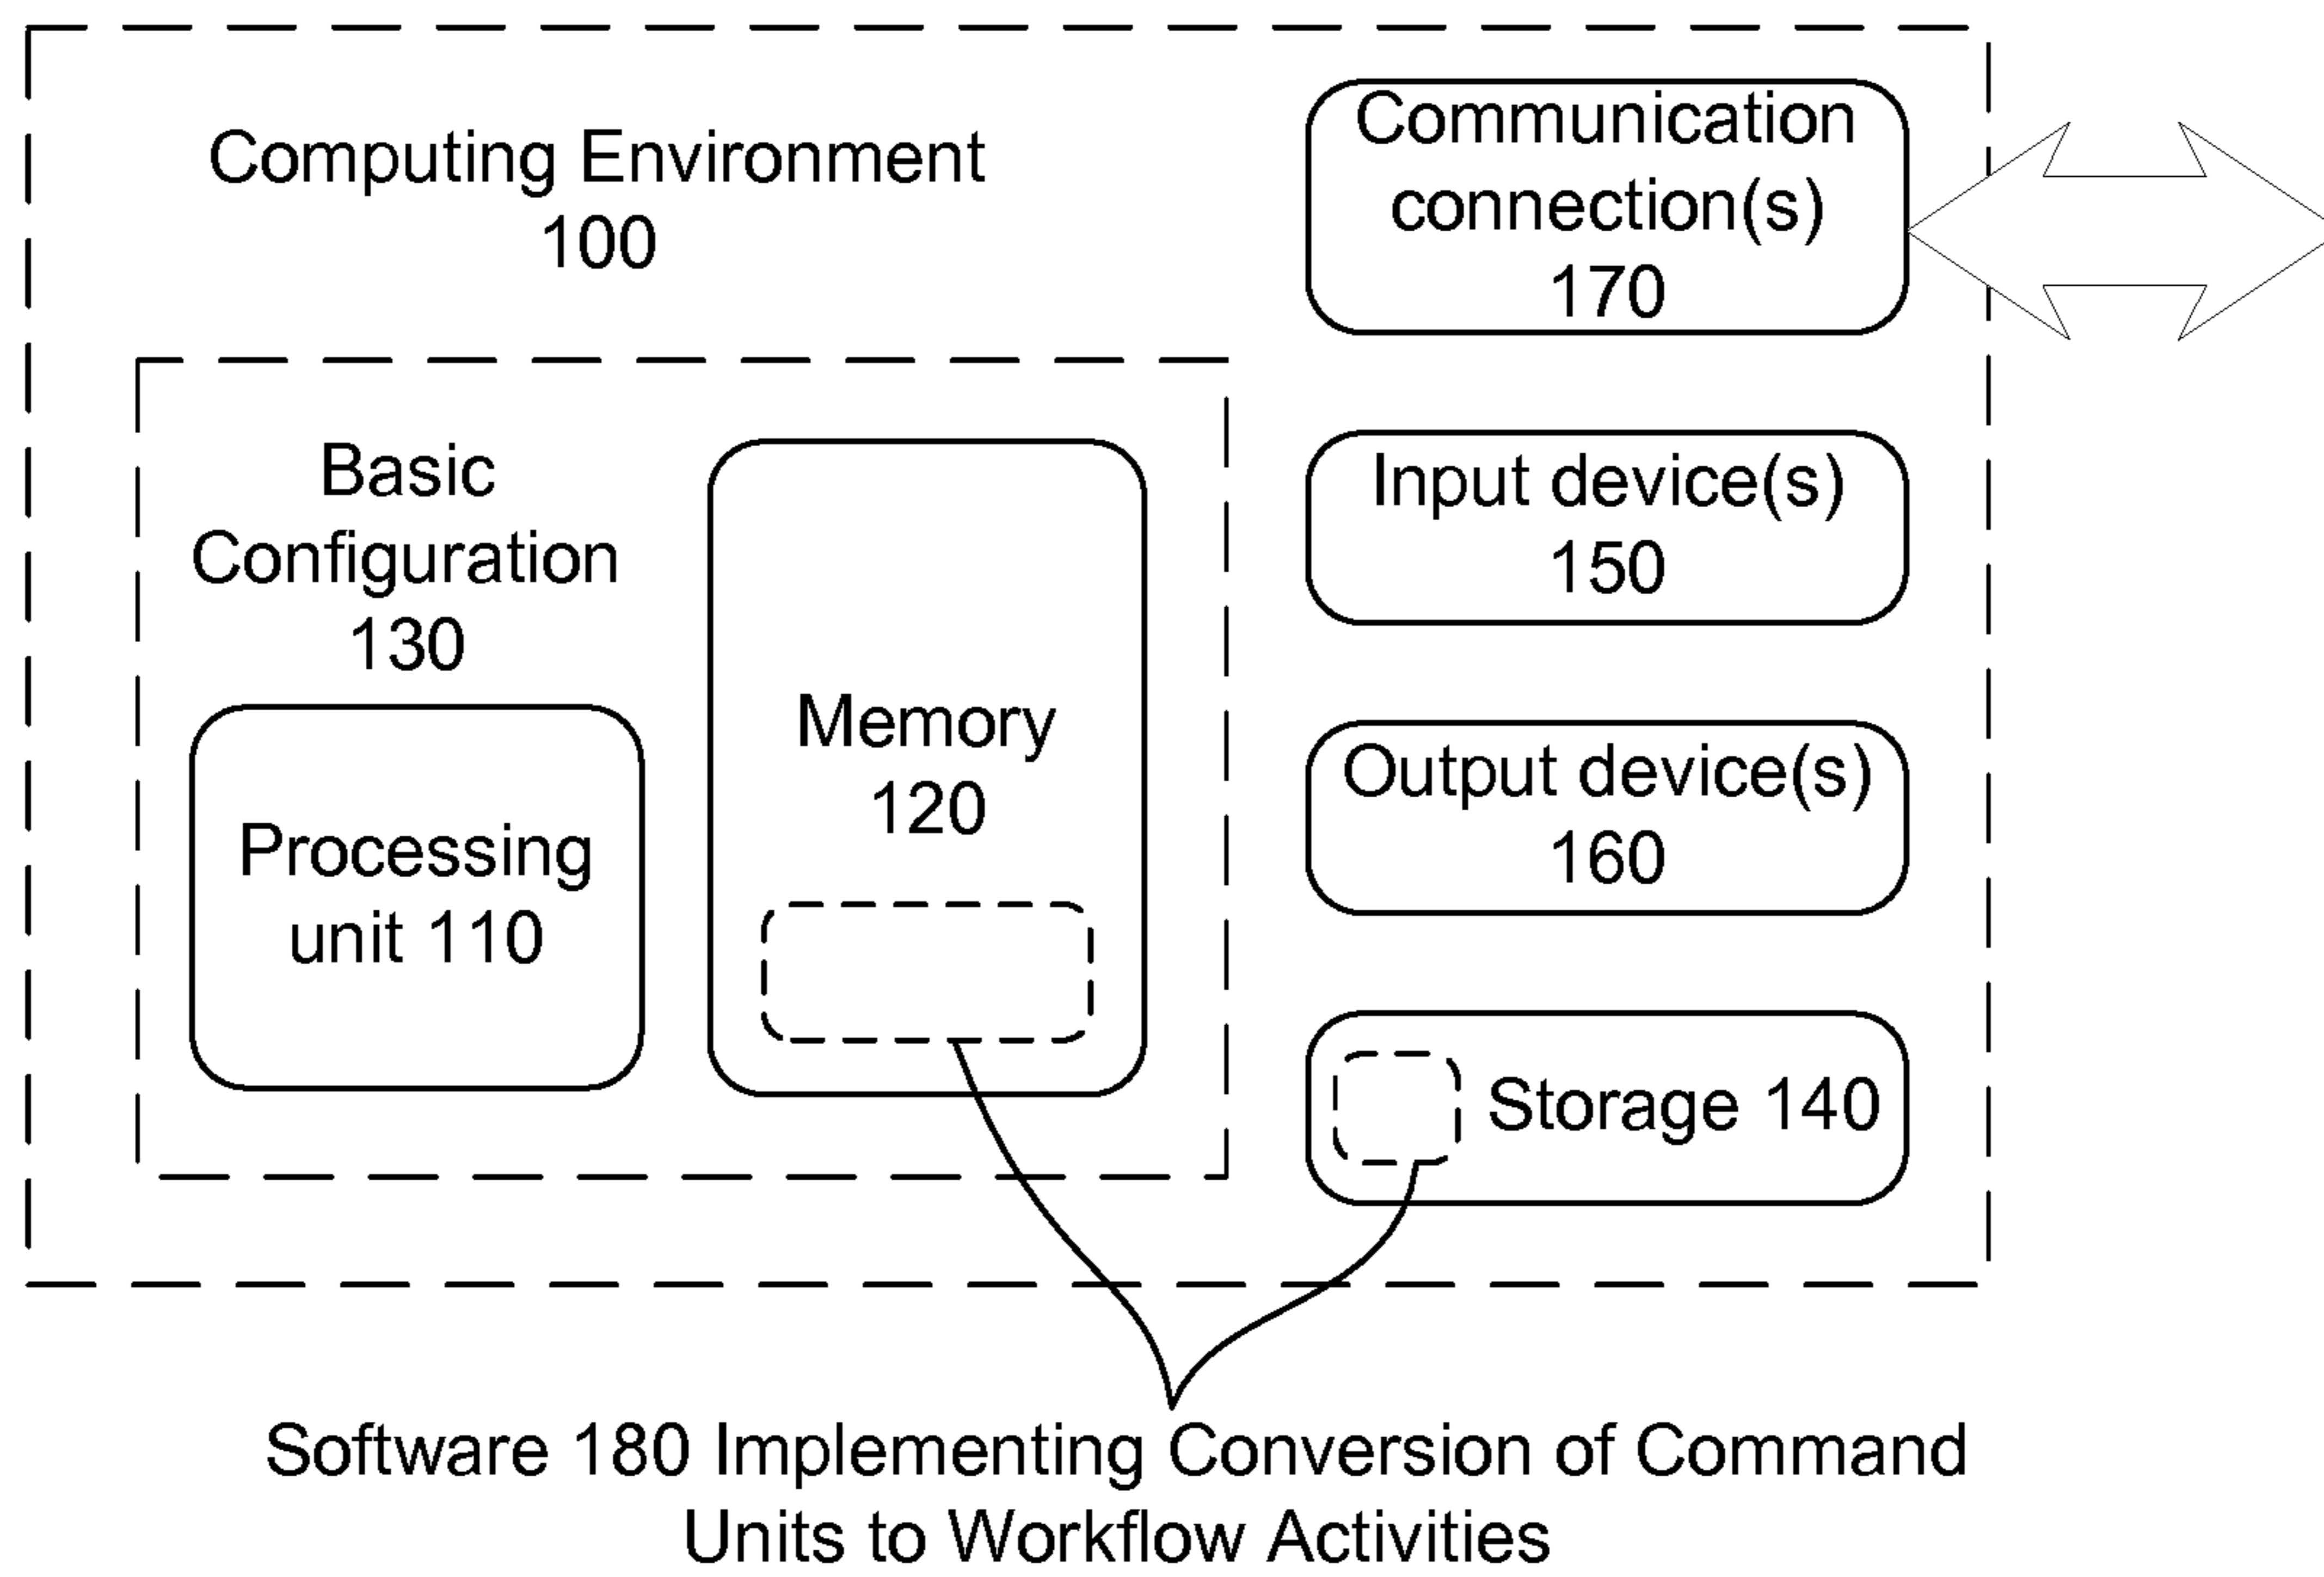 Computing Environment
100
Communication
connection(s)
170
Basic
Configuration
130
Processing
unit 110
Memory
120
Input device(s)
150
Output device(s)
160
Storage 140
Software 180 Implementing Conversion of Command
Units to Workflow Activities